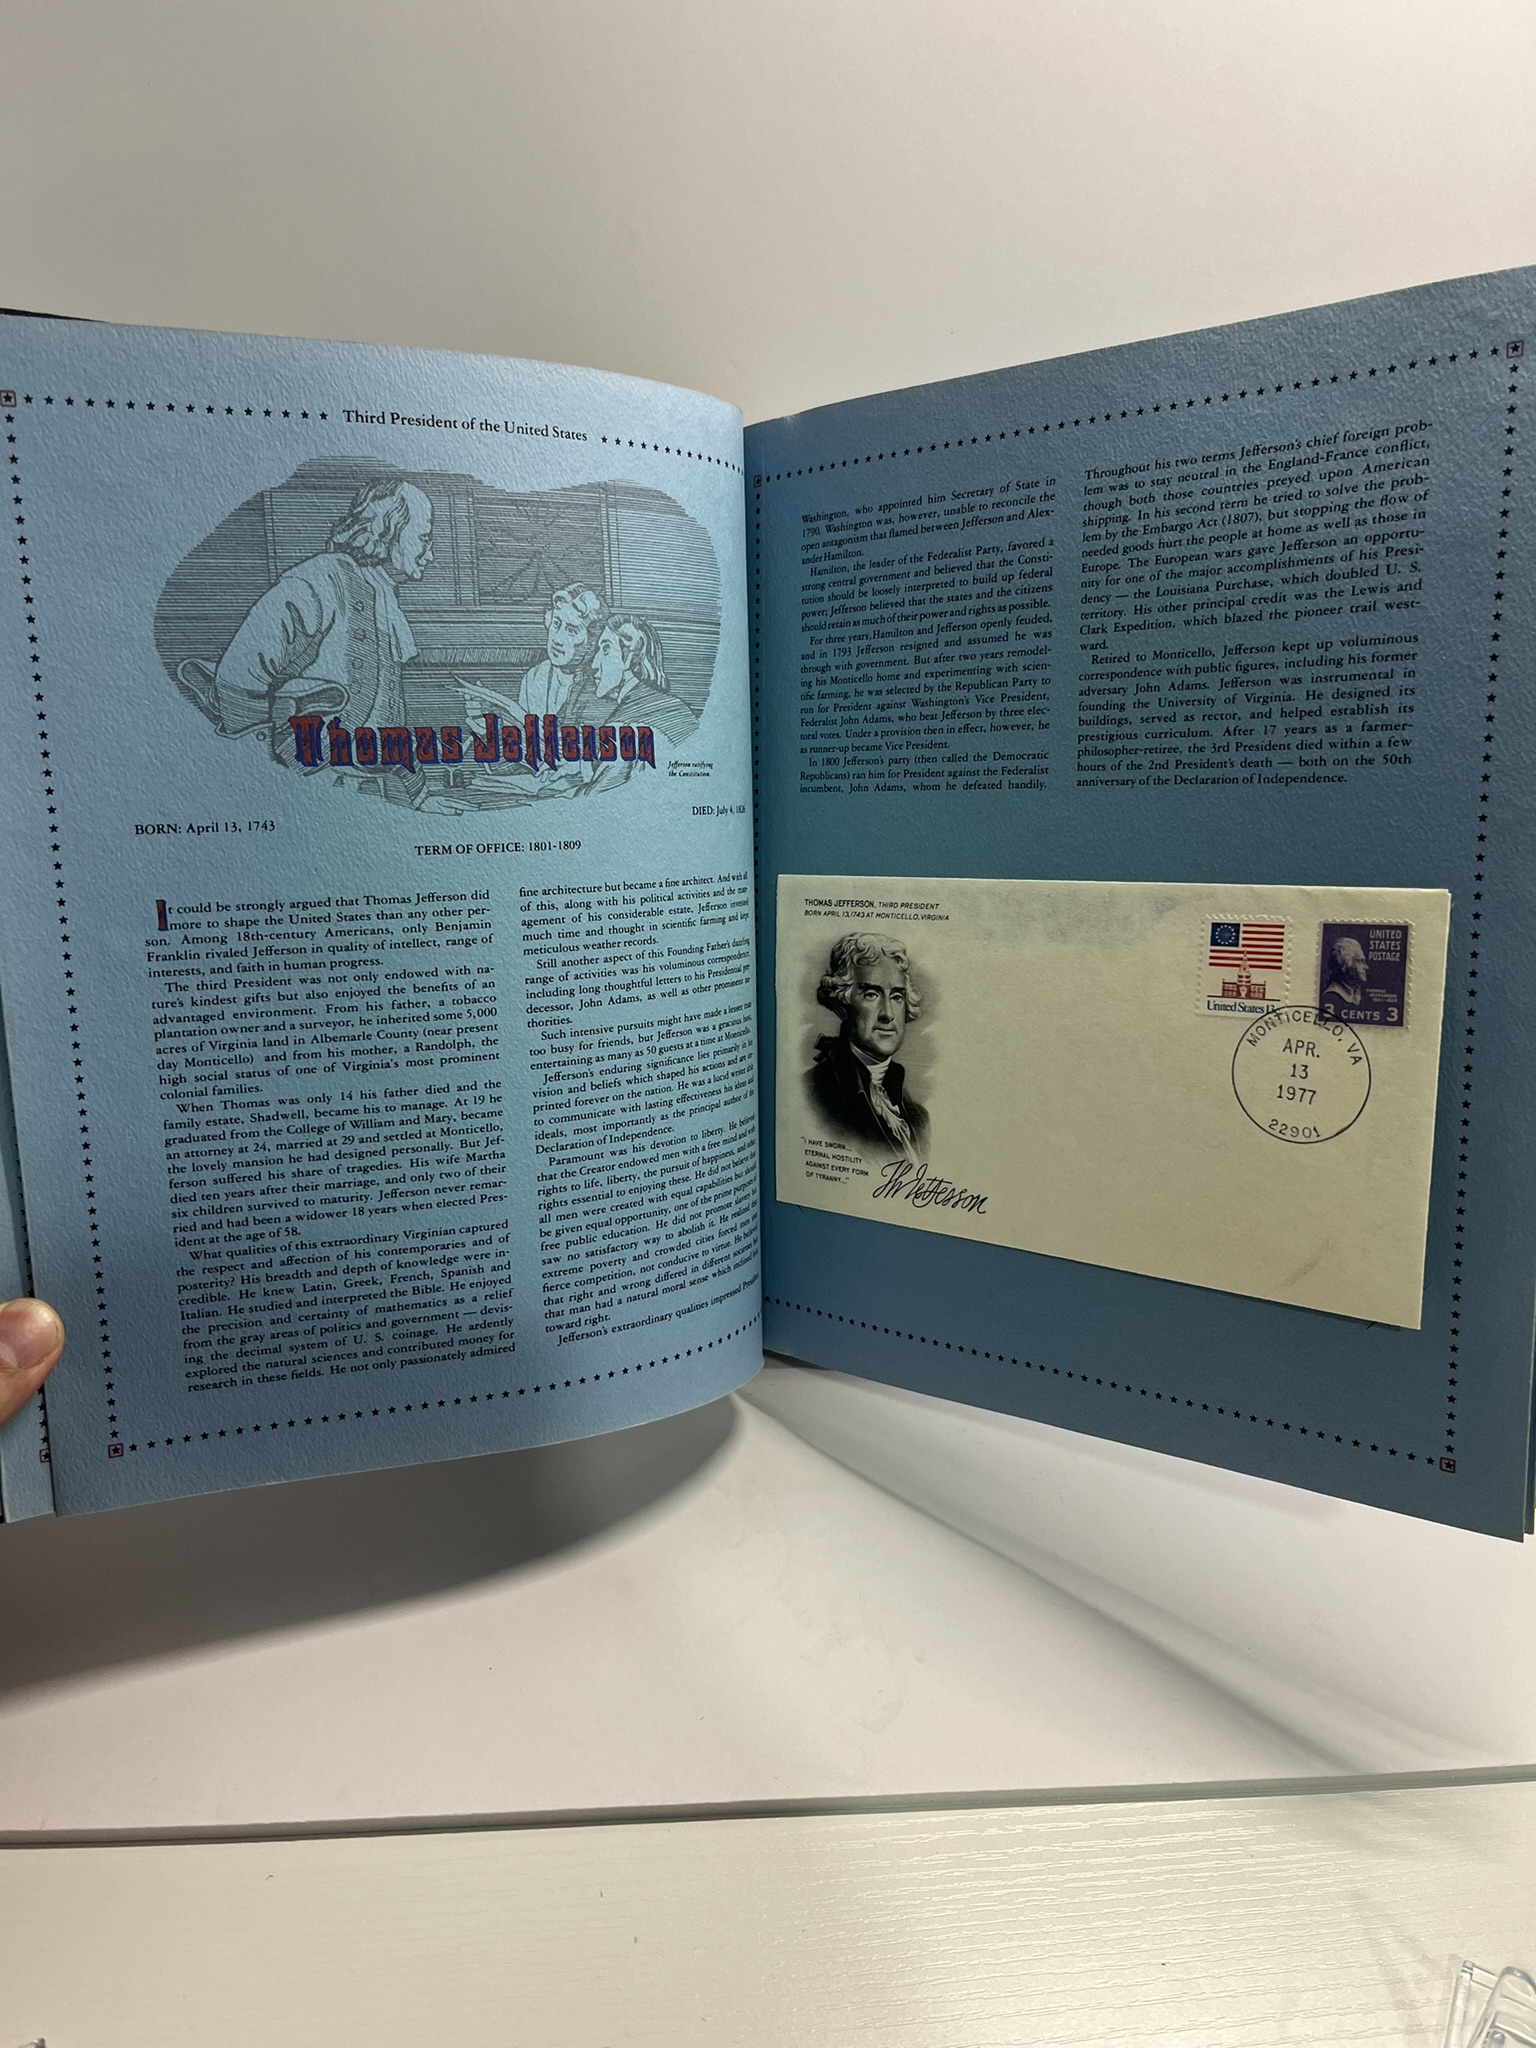 Third President of the United States
Thomas Jefferson
Jefferson ratifying
the Constitution.
BORN: April 13, 1743
DIED: July 4, 1826
TERM OF OFFICE: 1801-1809
It could be strongly argued that Thomas Jefferson did
more to shape the United States than any other per-
son. Among 18th-century Americans, only Benjamin
Franklin rivaled Jefferson in quality of intellect, range of
interests, and faith in human progress.
The third President was not only endowed with na-
ture's kindest gifts but also enjoyed the benefits of an
advantaged environment. From his father, a tobacco
plantation owner and a surveyor, he inherited some 5,000
acres of Virginia land in Albemarle County (near present
day Monticello) and from his mother, a Randolph, the
high social status of one of Virginia's most prominent
colonial families.
When Thomas was only 14 his father died and the
family estate, Shadwell, became his to manage. At 19 he
graduated from the College of William and Mary, became
an attorney at 24, married at 29 and settled at Monticello,
the lovely mansion he had designed personally. But Jef-
ferson suffered his share of tragedies. His wife Martha
died ten years after their marriage, and only two of their
six children survived to maturity. Jefferson never remar-
ried and had been a widower 18 years when elected Pres-
ident at the age of 58.
What qualities of this extraordinary Virginian captured
the respect and affection of his contemporaries and of
posterity? His breadth and depth of knowledge were in-
credible. He knew Latin, Greek, French, Spanish and
Italian. He studied and interpreted the Bible. He enjoyed
the precision and certainty of mathematics as a relief
from the gray areas of politics and government — devis-
ing the decimal system of U. S. coinage. He ardently
explored the natural sciences and contributed money for
research in these fields. He not only passionately admired
fine architecture but became a fine architect. And with all
of this, along with his political activities and the man-
agement of his considerable estate, Jefferson invested
much time and thought in scientific farming and kept
meticulous weather records.
Still another aspect of this Founding Father's dazzling
range of activities was his voluminous correspondence,
including long thoughtful letters to his Presidential pre-
decessor, John Adams, as well as other prominent au-
thorities.
Such intensive pursuits might have made a lesser man
too busy for friends, but Jefferson was a gracious host,
entertaining as many as 50 guests at a time at Monticello.
Jefferson's enduring significance lies primarily in his
vision and beliefs which shaped his actions and are im-
printed forever on the nation. He was a lucid writer able
to communicate with lasting effectiveness his ideas and
ideals, most importantly as the principal author of the
Declaration of Independence.
Paramount was his devotion to liberty. He believed
that the Creator endowed men with a free mind and with
rights to life, liberty, the pursuit of happiness, and other
rights essential to enjoying these. He did not believe that
all men were created with equal capabilities but should
be given equal opportunity, one of the prime purposes of
free public education. He did not promote slavery but
saw no satisfactory way to abolish it. He realized that
extreme poverty and crowded cities forced men into
fierce competition, not conducive to virtue. He believed
that right and wrong differed in different societies but
that man had a natural moral sense which inclined him
toward right.
Jefferson's extraordinary qualities impressed President
Washington, who appointed him Secretary of State in
1790. Washington was, however, unable to reconcile the
open antagonism that flamed between Jefferson and Alex-
ander Hamilton.
Hamilton, the leader of the Federalist Party, favored a
strong central government and believed that the Consti-
tution should be loosely interpreted to build up federal
power; Jefferson believed that the states and the citizens
should retain as much of their power and rights as possible.
For three years, Hamilton and Jefferson openly feuded,
and in 1793 Jefferson resigned and assumed he was
through with government. But after two years remodel-
ing his Monticello home and experimenting with scien-
tific farming, he was selected by the Republican Party to
run for President against Washington's Vice President,
Federalist John Adams, who beat Jefferson by three elec-
toral votes. Under a provision then in effect, however, he
as runner-up became Vice President.
In 1800 Jefferson's party (then called the Democratic
Republicans) ran him for President against the Federalist
incumbent, John Adams, whom he defeated handily.
Throughout his two terms Jefferson's chief foreign prob-
lem was to stay neutral in the England-France conflict,
though both those countries preyed upon American
shipping. In his second term he tried to solve the prob-
lem by the Embargo Act (1807), but stopping the flow of
needed goods hurt the people at home as well as those in
Europe. The European wars gave Jefferson an opportu-
nity for one of the major accomplishments of his Presi-
dency — the Louisiana Purchase, which doubled U. S.
territory. His other principal credit was the Lewis and
Clark Expedition, which blazed the pioneer trail west-
ward.
Retired to Monticello, Jefferson kept up voluminous
correspondence with public figures, including his former
adversary John Adams. Jefferson was instrumental in
founding the University of Virginia. He designed its
buildings, served as rector, and helped establish its
prestigious curriculum. After 17 years as a farmer-
philosopher-retiree, the 3rd President died within a few
hours of the 2nd President's death — both on the 50th
anniversary of the Declaration of Independence.
THOMAS JEFFERSON, THIRD PRESIDENT
BORN APRIL 13, 1743 AT MONTICELLO, VIRGINIA
"I HAVE SWORN...
ETERNAL HOSTILITY
AGAINST EVERY FORM
OF TYRANNY..."
Th Jefferson
United States 13c
UNITED
STATES
POSTAGE
THOMAS
JEFFERSON
3 CENTS 3
MONTICELLO, VA
APR.
13
1977
22901